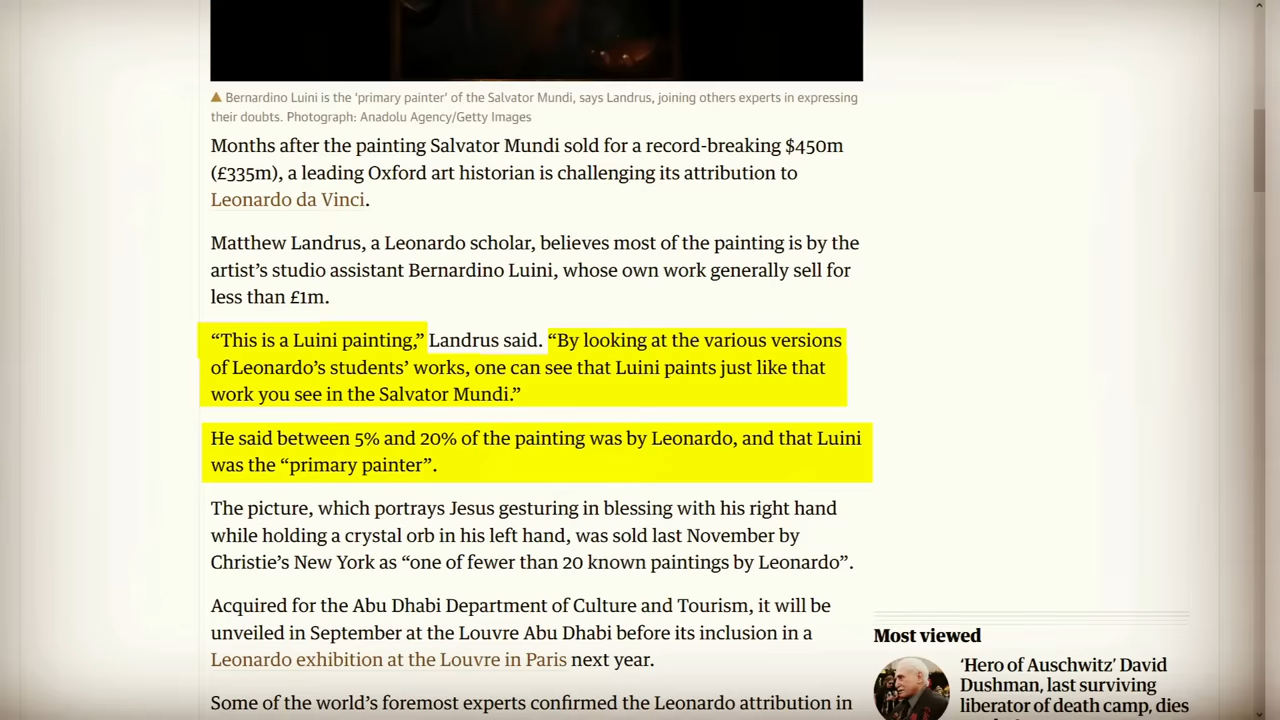 ▲ Bernardino Luini is the ‘primary painter’ of the Salvator Mundi, says Landrus, joining others experts in expressing
their doubts. Photograph: Anadolu Agency/Getty Images
Months after the painting Salvator Mundi sold for a record-breaking $450m
(£335m), a leading Oxford art historian is challenging its attribution to
Leonardo da Vinci.
Matthew Landrus, a Leonardo scholar, believes most of the painting is by the
artist’s studio assistant Bernardino Luini, whose own work generally sell for
less than £1m.
“This is a Luini painting,” Landrus said. “By looking at the various versions
of Leonardo’s students’ works, one can see that Luini paints just like that
work you see in the Salvator Mundi.”
He said between 5% and 20% of the painting was by Leonardo, and that Luini
was the “primary painter”.
The picture, which portrays Jesus gesturing in blessing with his right hand
while holding a crystal orb in his left hand, was sold last November by
Christie’s New York as “one of fewer than 20 known paintings by Leonardo”.
Acquired for the Abu Dhabi Department of Culture and Tourism, it will be
unveiled in September at the Louvre Abu Dhabi before its inclusion in a
Leonardo exhibition at the Louvre in Paris next year.
Some of the world’s foremost experts confirmed the Leonardo attribution in
Most viewed
‘Hero of Auschwitz’ David
Dushman, last surviving
liberator of death camp, dies